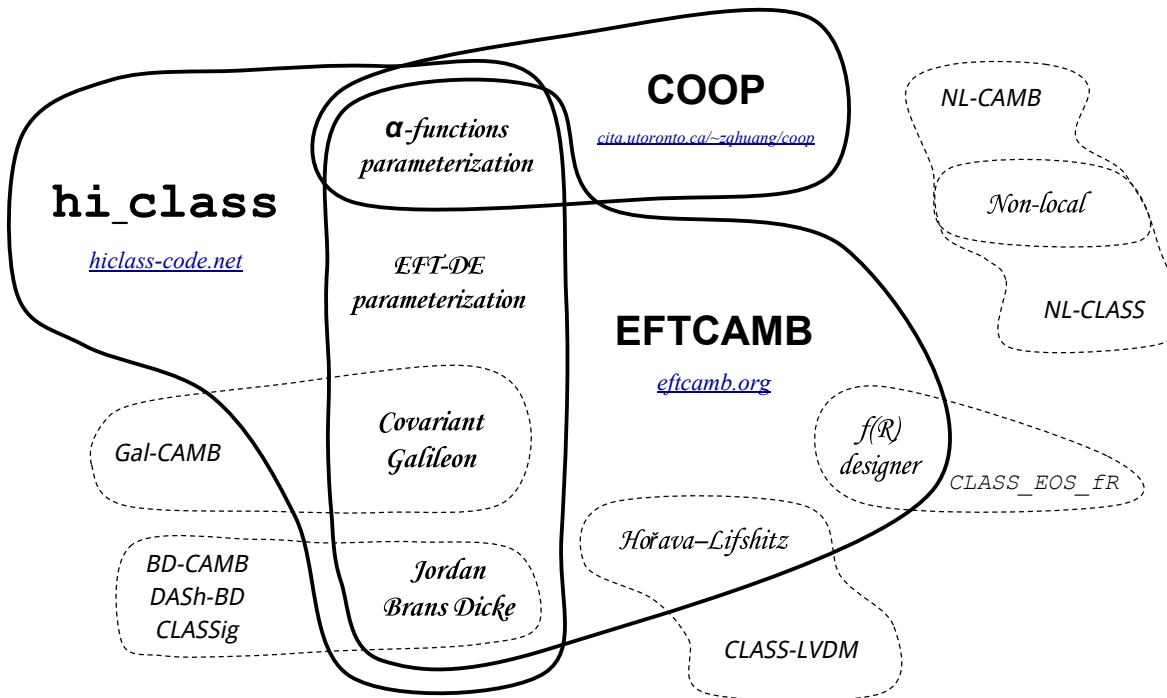 COOP
cita.utoronto.ca/~zqhuang/coop
NL-CAMB
α-functions
parameterization
hi_class
hiclass-code.net
Non-local
EFT-DE
parameterization
NL-CLASS
EFTCAMB
eftcamb.org
Covariant
Galileon
Gal-CAMB
f(R)
designer
CLASS_EOS_fR
Hořava–Lifshitz
BD-CAMB
DASh-BD
CLASSig
Jordan
Brans Dicke
CLASS-LVDM